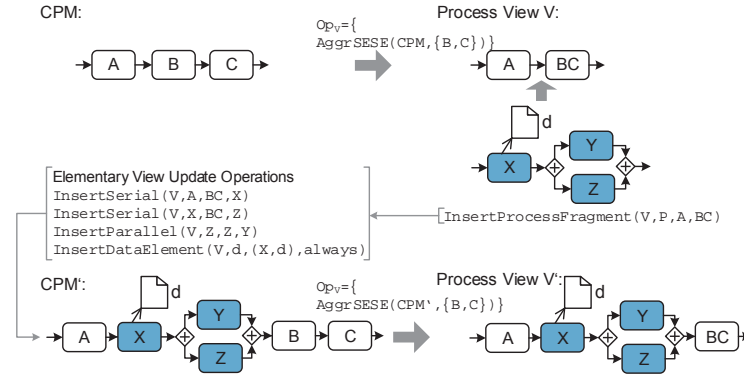 CPM:
Op_V={
AggrSESE(CPM,{B,C})}
Process View V:
A
B
C
A
BC
d
X
Y
Z
Elementary View Update Operations
InsertSerial(V,A,BC,X)
InsertSerial(V,X,BC,Z)
InsertParallel(V,Z,Z,Y)
InsertDataElement(V,d,(X,d),always)
InsertProcessFragment(V,P,A,BC)
CPM‘:
Op_V={
AggrSESE(CPM‘,{B,C})}
Process View V‘:
d
A
X
Y
Z
B
C
d
A
X
Y
Z
BC